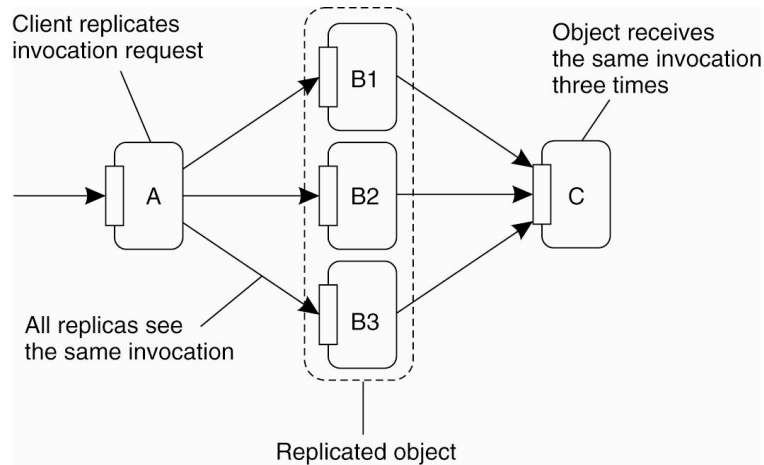 Client replicates
invocation request
Object receives
the same invocation
three times
B1
A
B2
C
B3
All replicas see
the same invocation
Replicated object